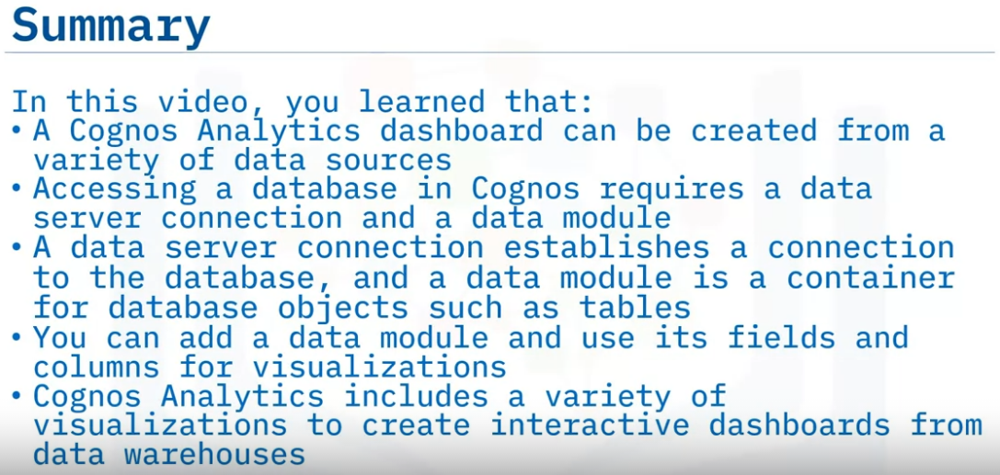 Summary
In this video, you learned that:
• A Cognos Analytics dashboard can be created from a
variety of data sources
• Accessing a database in Cognos requires a data
server connection and a data module
• A data server connection establishes a connection
to the database, and a data module is a container
for database objects such as tables
• You can add a data module and use its fields and
columns for visualizations
• Cognos Analytics includes a variety of
visualizations to create interactive dashboards from
data warehouses